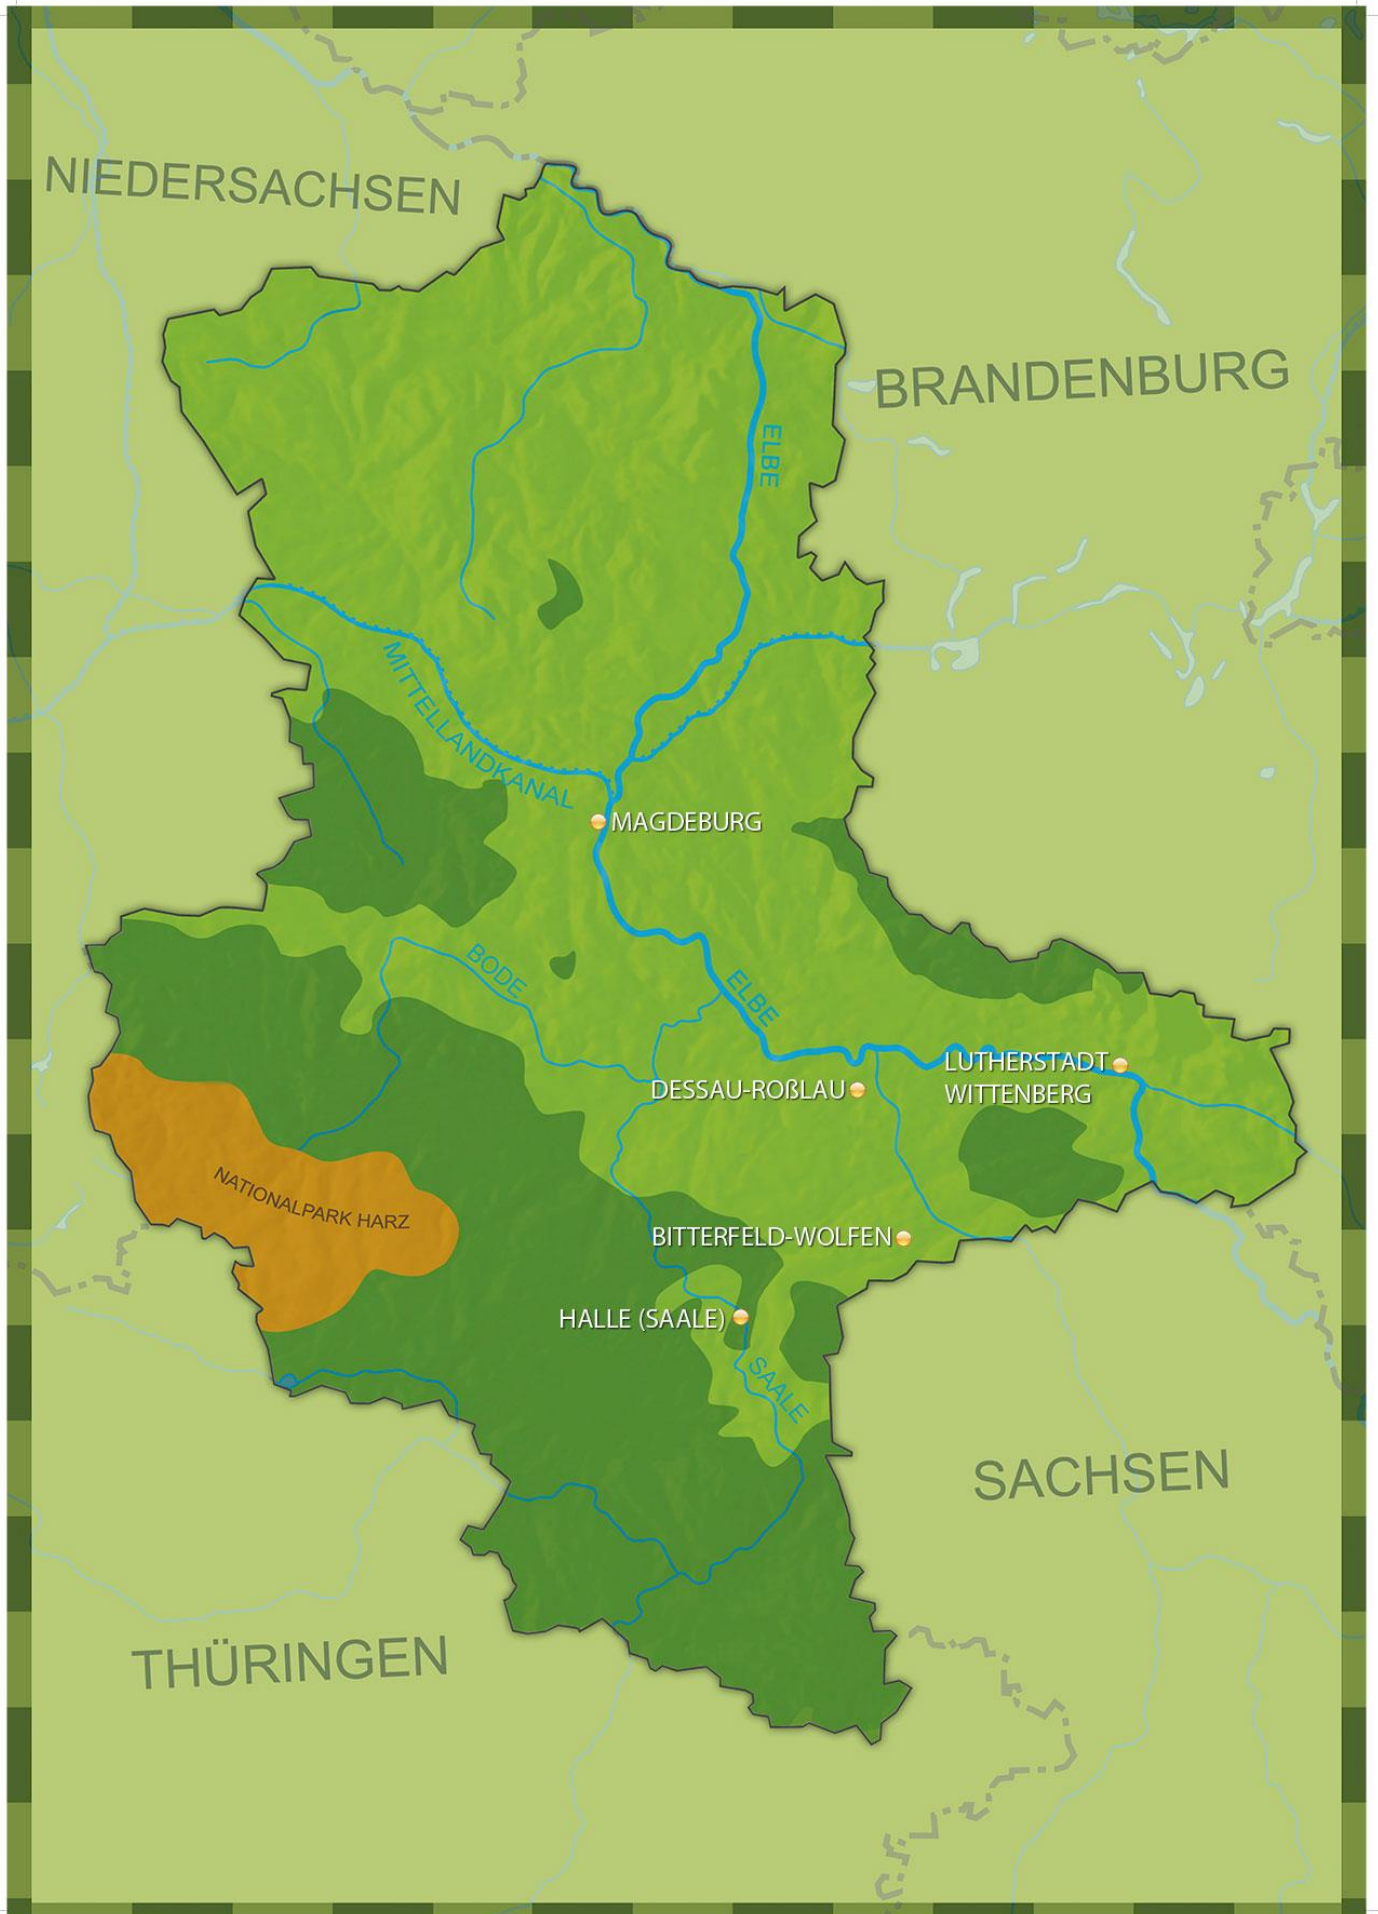 NIEDERSACHSEN
BRANDENBURG
ELBE
MITTELLANDKANAL
MAGDEBURG
BODE
ELBE
LUTHERSTADT
WITTENBERG
DESSAU-ROßLAU
NATIONALPARK HARZ
BITTERFELD-WOLFEN
HALLE (SAALE)
SAALE
SACHSEN
THÜRINGEN